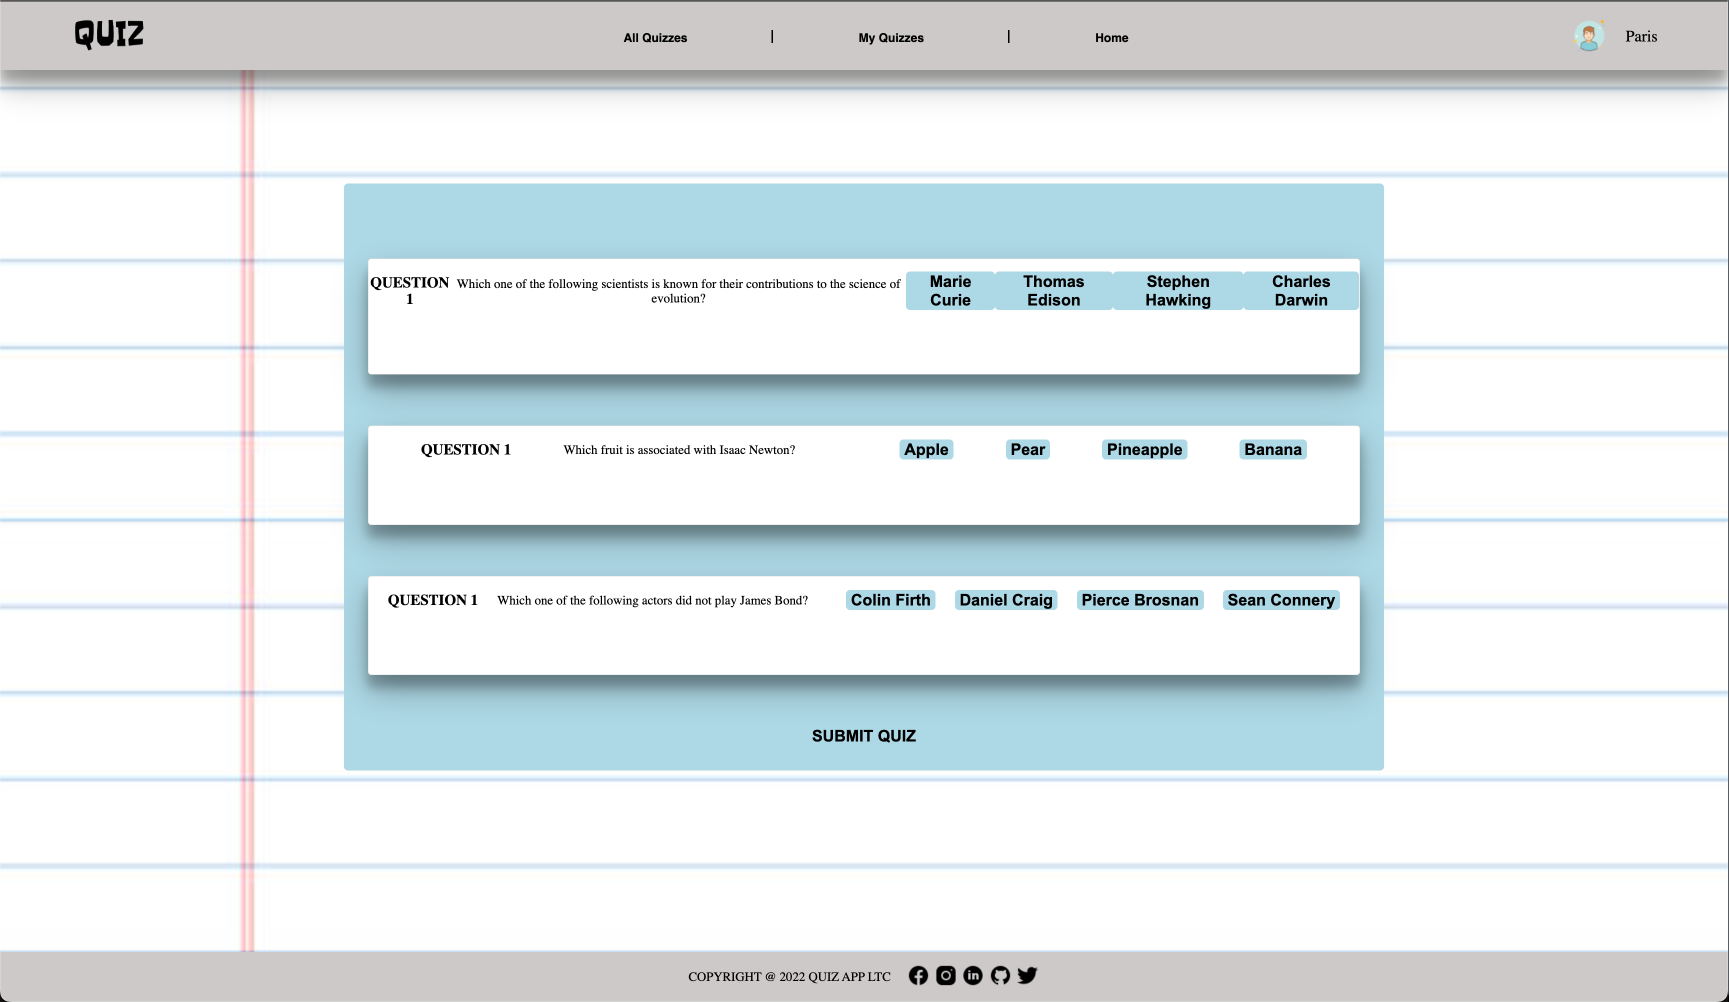 QUIZ
All Quizzes | My Quizzes | Home
Paris
QUESTION
1
Which one of the following scientists is known for their contributions to the science of
evolution?
Marie
Curie
Thomas
Edison
Stephen
Hawking
Charles
Darwin
QUESTION 1
Which fruit is associated with Isaac Newton?
Apple
Pear
Pineapple
Banana
QUESTION 1
Which one of the following actors did not play James Bond?
Colin Firth
Daniel Craig
Pierce Brosnan
Sean Connery
SUBMIT QUIZ
COPYRIGHT @ 2022 QUIZ APP LTC